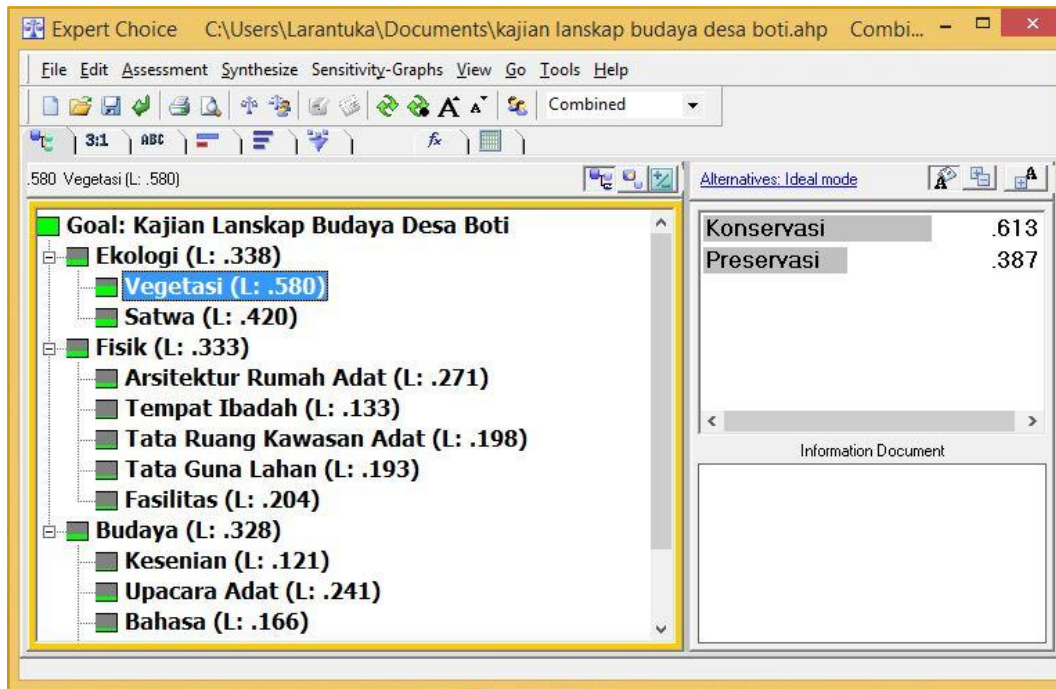 Expert Choice C:\Users\Larantuka\Documents\kajian lanskap budaya desa boti.ahp Combi...
File Edit Assessment Synthesize Sensitivity-Graphs View Go Tools Help
A A Combined
3:1 ABC fx
.580 Vegetasi (L: .580)
Goal: Kajian Lanskap Budaya Desa Boti
Ekologi (L: .338)
Vegetasi (L: .580)
Satwa (L: .420)
Fisik (L: .333)
Arsitektur Rumah Adat (L: .271)
Tempat Ibadah (L: .133)
Tata Ruang Kawasan Adat (L: .198)
Tata Guna Lahan (L: .193)
Fasilitas (L: .204)
Budaya (L: .328)
Kesenian (L: .121)
Upacara Adat (L: .241)
Bahasa (L: .166)
Alternatives: Ideal mode A A
Konservasi .613
Preservasi .387
Information Document